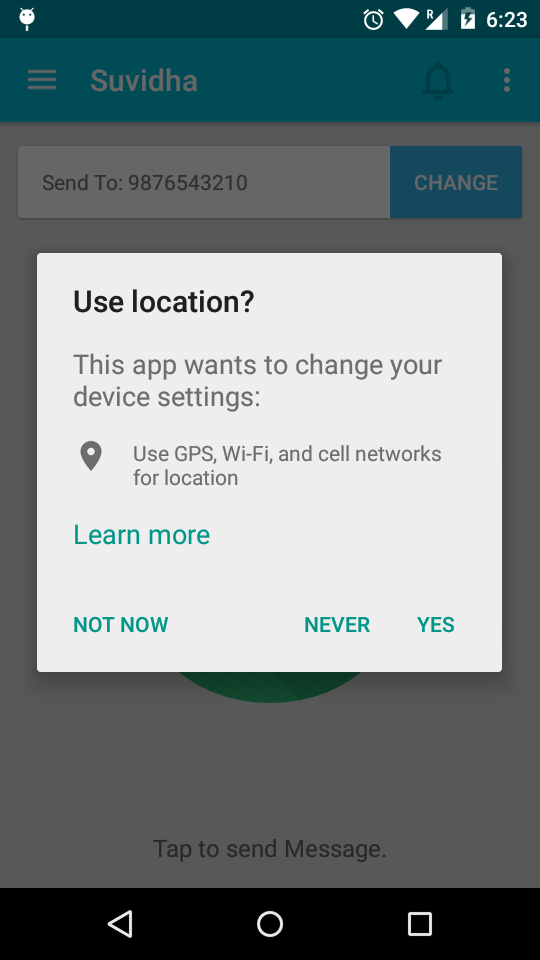 R 6:23
Suvidha
Send To: 9876543210 CHANGE
Use location?
This app wants to change your
device settings:
Use GPS, Wi-Fi, and cell networks
for location
Learn more
NOT NOW NEVER YES
Tap to send Message.